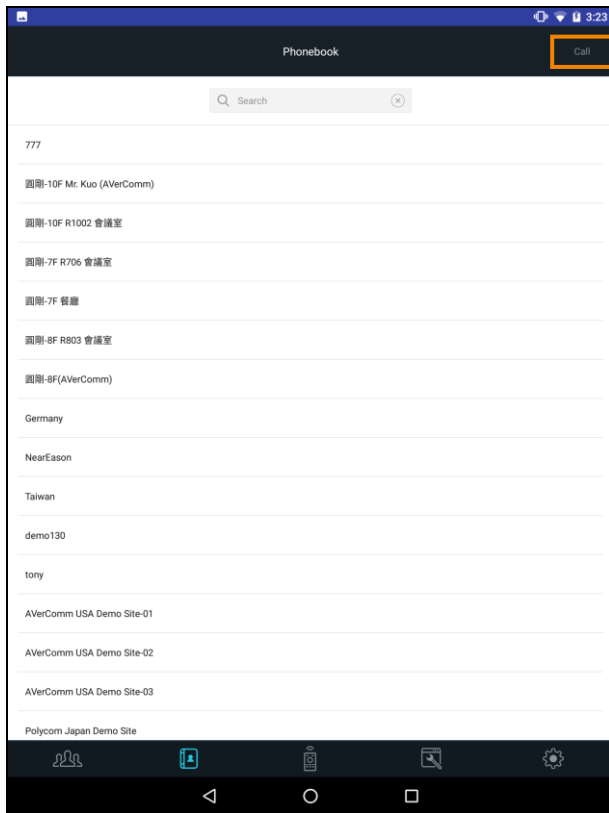 3:23
Phonebook
Call
Search
777
圓剛-10F Mr. Kuo (AVerComm)
圓剛-10F R1002 會議室
圓剛-7F R706 會議室
圓剛-7F 餐廳
圓剛-8F R803 會議室
圓剛-8F(AVerComm)
Germany
NearEason
Taiwan
demo130
tony
AVerComm USA Demo Site-01
AVerComm USA Demo Site-02
AVerComm USA Demo Site-03
Polycom Japan Demo Site